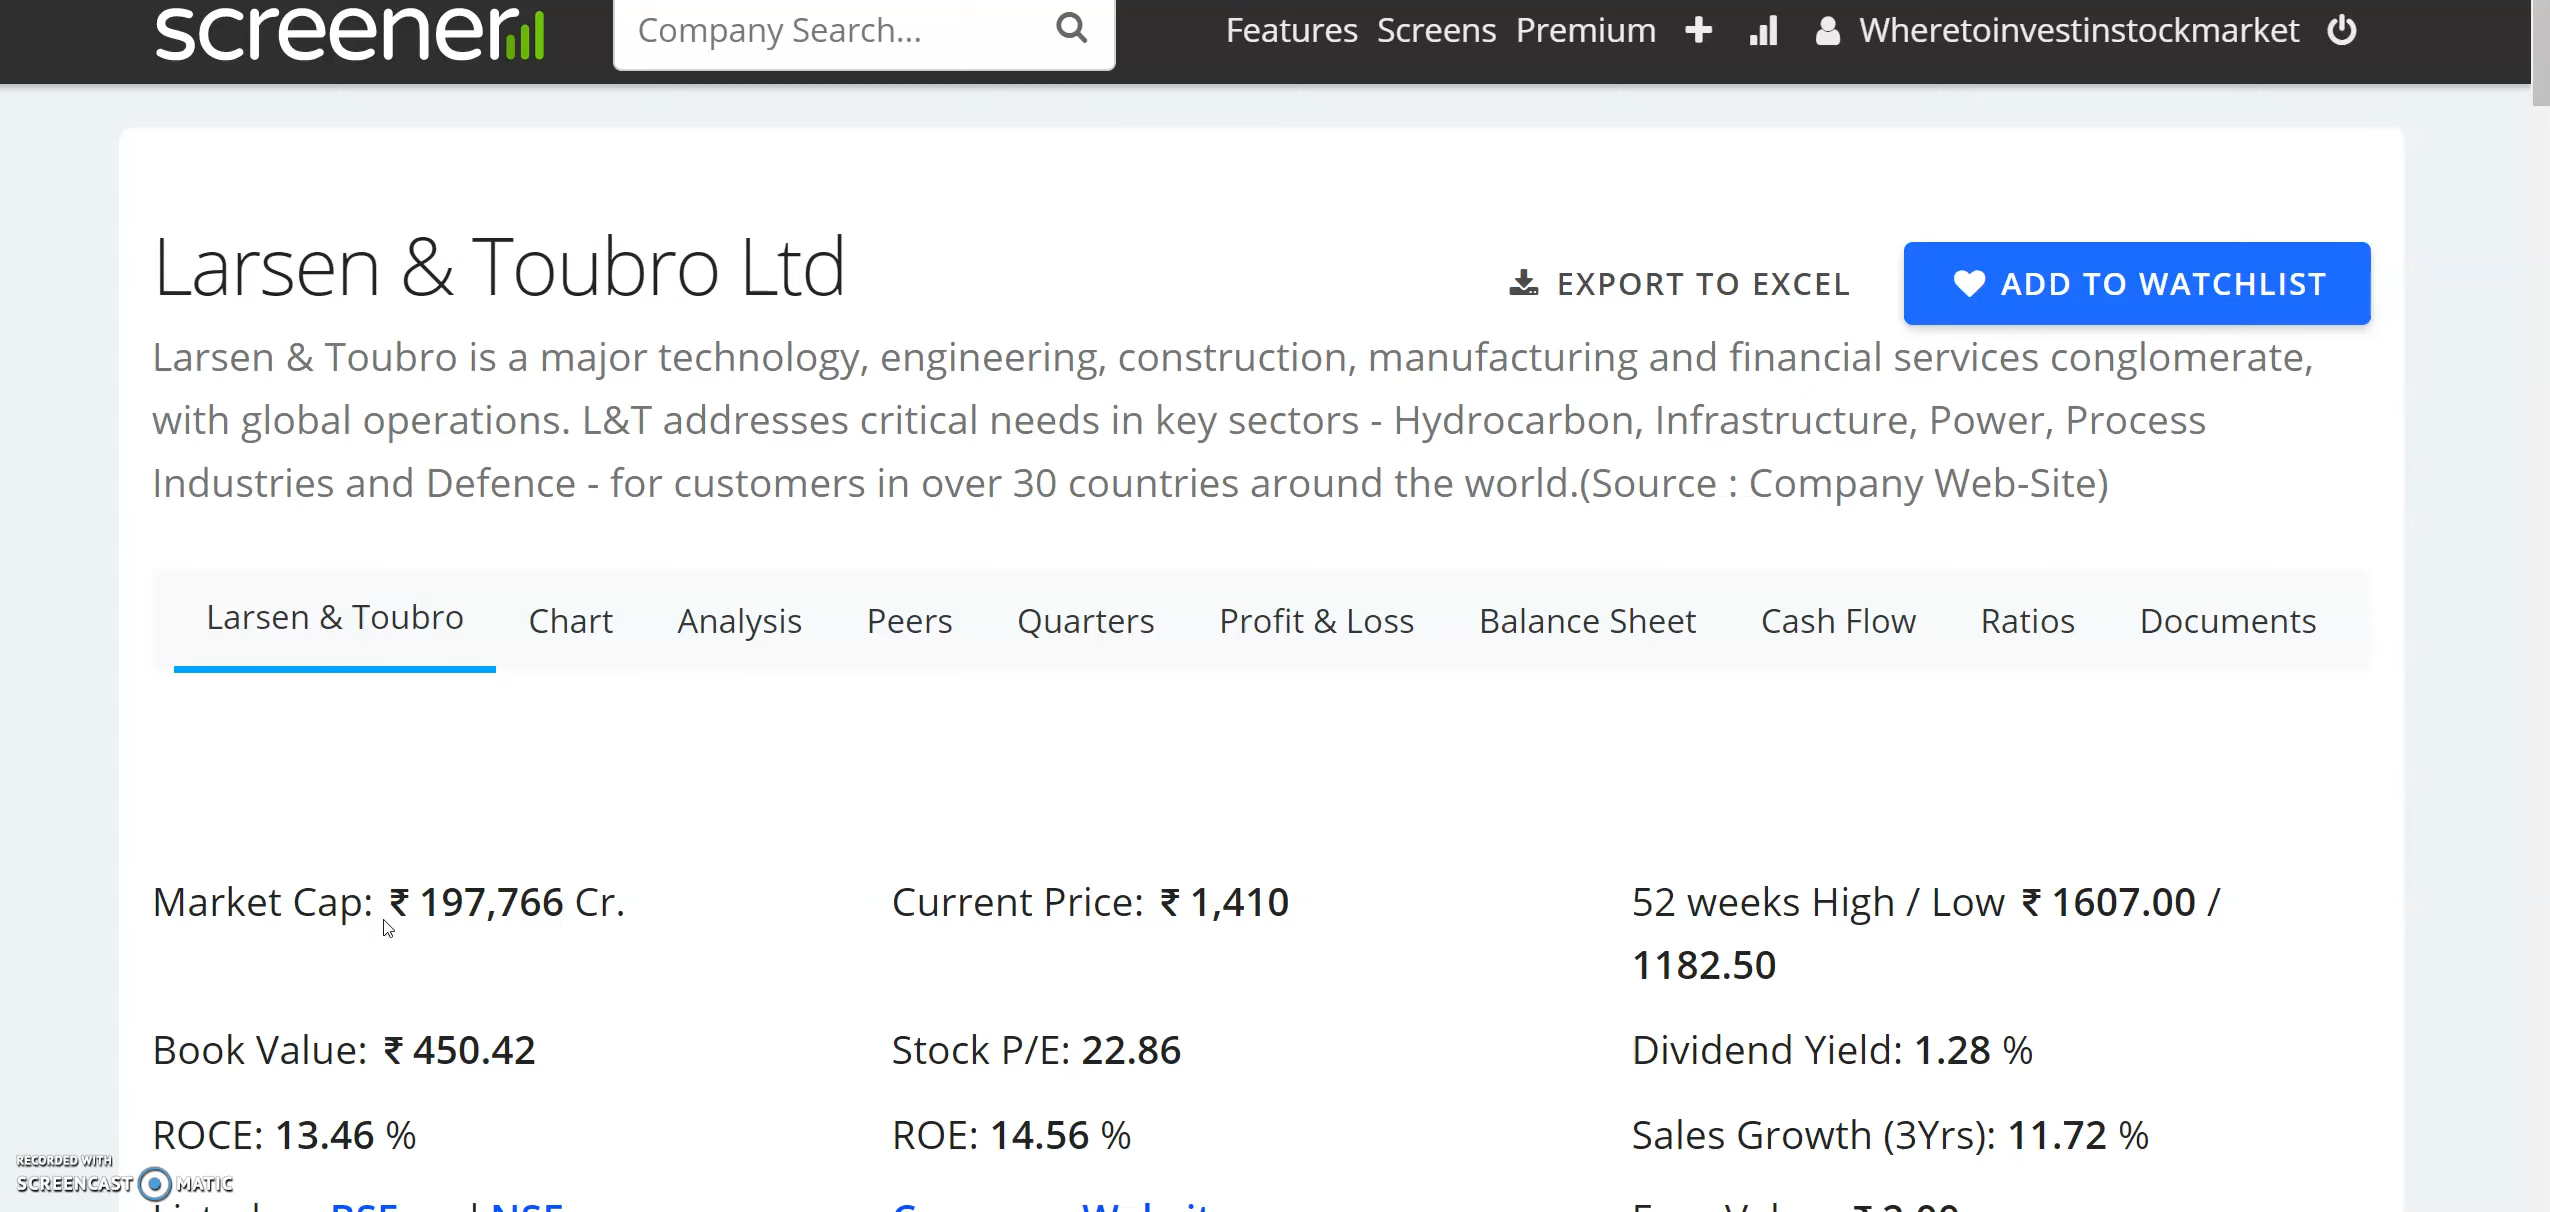 screener
Company Search...
Features Screens Premium Wheretoinvestinstockmarket
Larsen & Toubro Ltd
EXPORT TO EXCEL
ADD TO WATCHLIST
Larsen & Toubro is a major technology, engineering, construction, manufacturing and financial services conglomerate,
with global operations. L&T addresses critical needs in key sectors - Hydrocarbon, Infrastructure, Power, Process
Industries and Defence - for customers in over 30 countries around the world.(Source : Company Web-Site)
Larsen & Toubro Chart Analysis Peers Quarters Profit & Loss Balance Sheet Cash Flow Ratios Documents
Market Cap: ₹ 197,766 Cr.
Current Price: ₹ 1,410
52 weeks High / Low ₹ 1607.00 /
1182.50
Book Value: ₹ 450.42
Stock P/E: 22.86
Dividend Yield: 1.28 %
ROCE: 13.46 %
ROE: 14.56 %
Sales Growth (3Yrs): 11.72 %
RECORDED WITH
SCREENCAST MATIC
BSE NSE